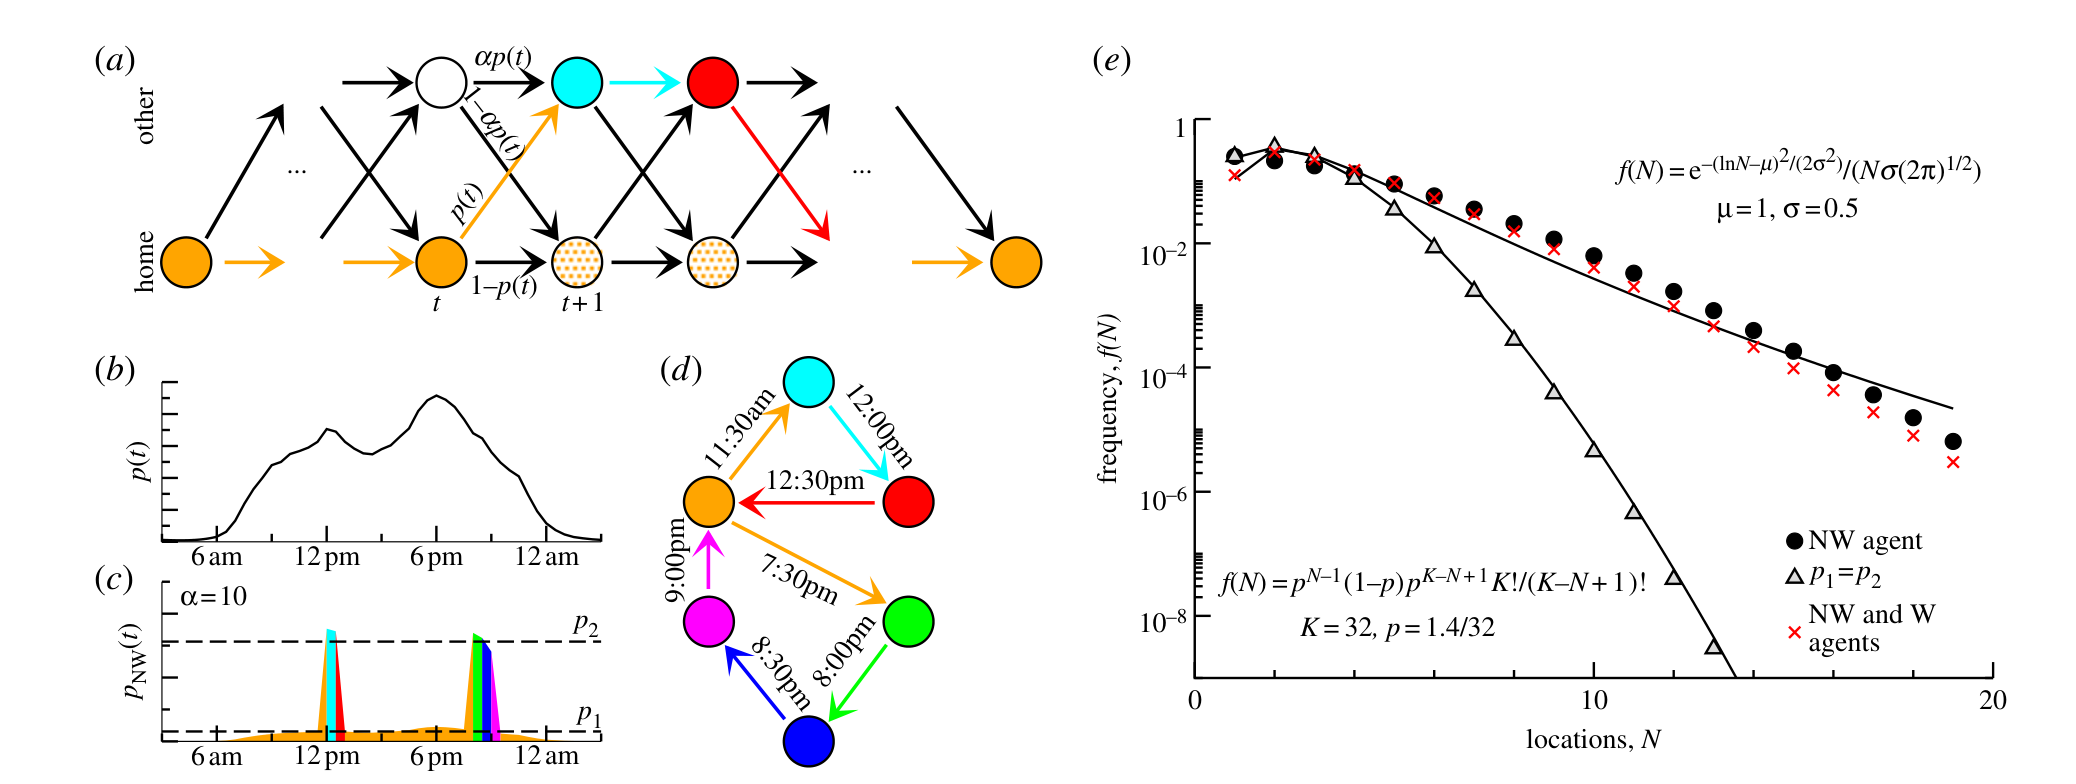 (a)
other
home
αp(t)
1–αp(t)
p(t)
1–p(t)
...
...
t
t+1
(b)
p(t)
6 am 12 pm 6 pm 12 am
(c)
α=10
p2
p1
pNW(t)
6 am 12 pm 6 pm 12 am
(d)
11:30am
12:00pm
12:30pm
7:30pm
8:00pm
8:30pm
9:00pm
(e)
frequency, f(N)
1
10–2
10–4
10–6
10–8
f(N)=e–(lnN–μ)2/(2σ2)/(Nσ(2π)1/2)
μ=1, σ=0.5
NW agent
p1=p2
NW and W
agents
f(N)=pN–1(1–p)pK–N+1K!/(K–N+1)!
K=32, p=1.4/32
0 10 20
locations, N